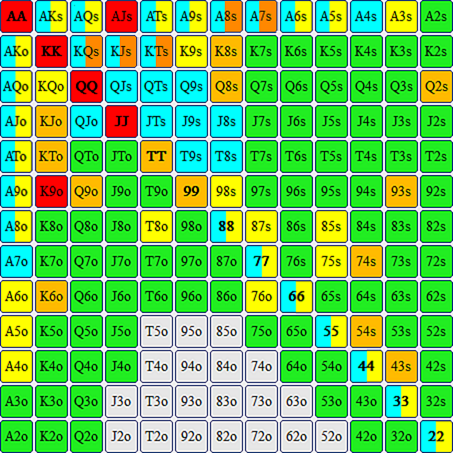 AA AKs AQs AJs ATs A9s A8s A7s A6s A5s A4s A3s A2s
AKo KK KQs KJs KTs K9s K8s K7s K6s K5s K4s K3s K2s
AQo KQo QQ QJs QTs Q9s Q8s Q7s Q6s Q5s Q4s Q3s Q2s
AJo KJo QJo JJ JTs J9s J8s J7s J6s J5s J4s J3s J2s
ATo KTo QTo JTo TT T9s T8s T7s T6s T5s T4s T3s T2s
A9o K9o Q9o J9o T9o 99 98s 97s 96s 95s 94s 93s 92s
A8o K8o Q8o J8o T8o 98o 88 87s 86s 85s 84s 83s 82s
A7o K7o Q7o J7o T7o 97o 87o 77 76s 75s 74s 73s 72s
A6o K6o Q6o J6o T6o 96o 86o 76o 66 65s 64s 63s 62s
A5o K5o Q5o J5o T5o 95o 85o 75o 65o 55 54s 53s 52s
A4o K4o Q4o J4o T4o 94o 84o 74o 64o 54o 44 43s 42s
A3o K3o Q3o J3o T3o 93o 83o 73o 63o 53o 43o 33 32s
A2o K2o Q2o J2o T2o 92o 82o 72o 62o 52o 42o 32o 22